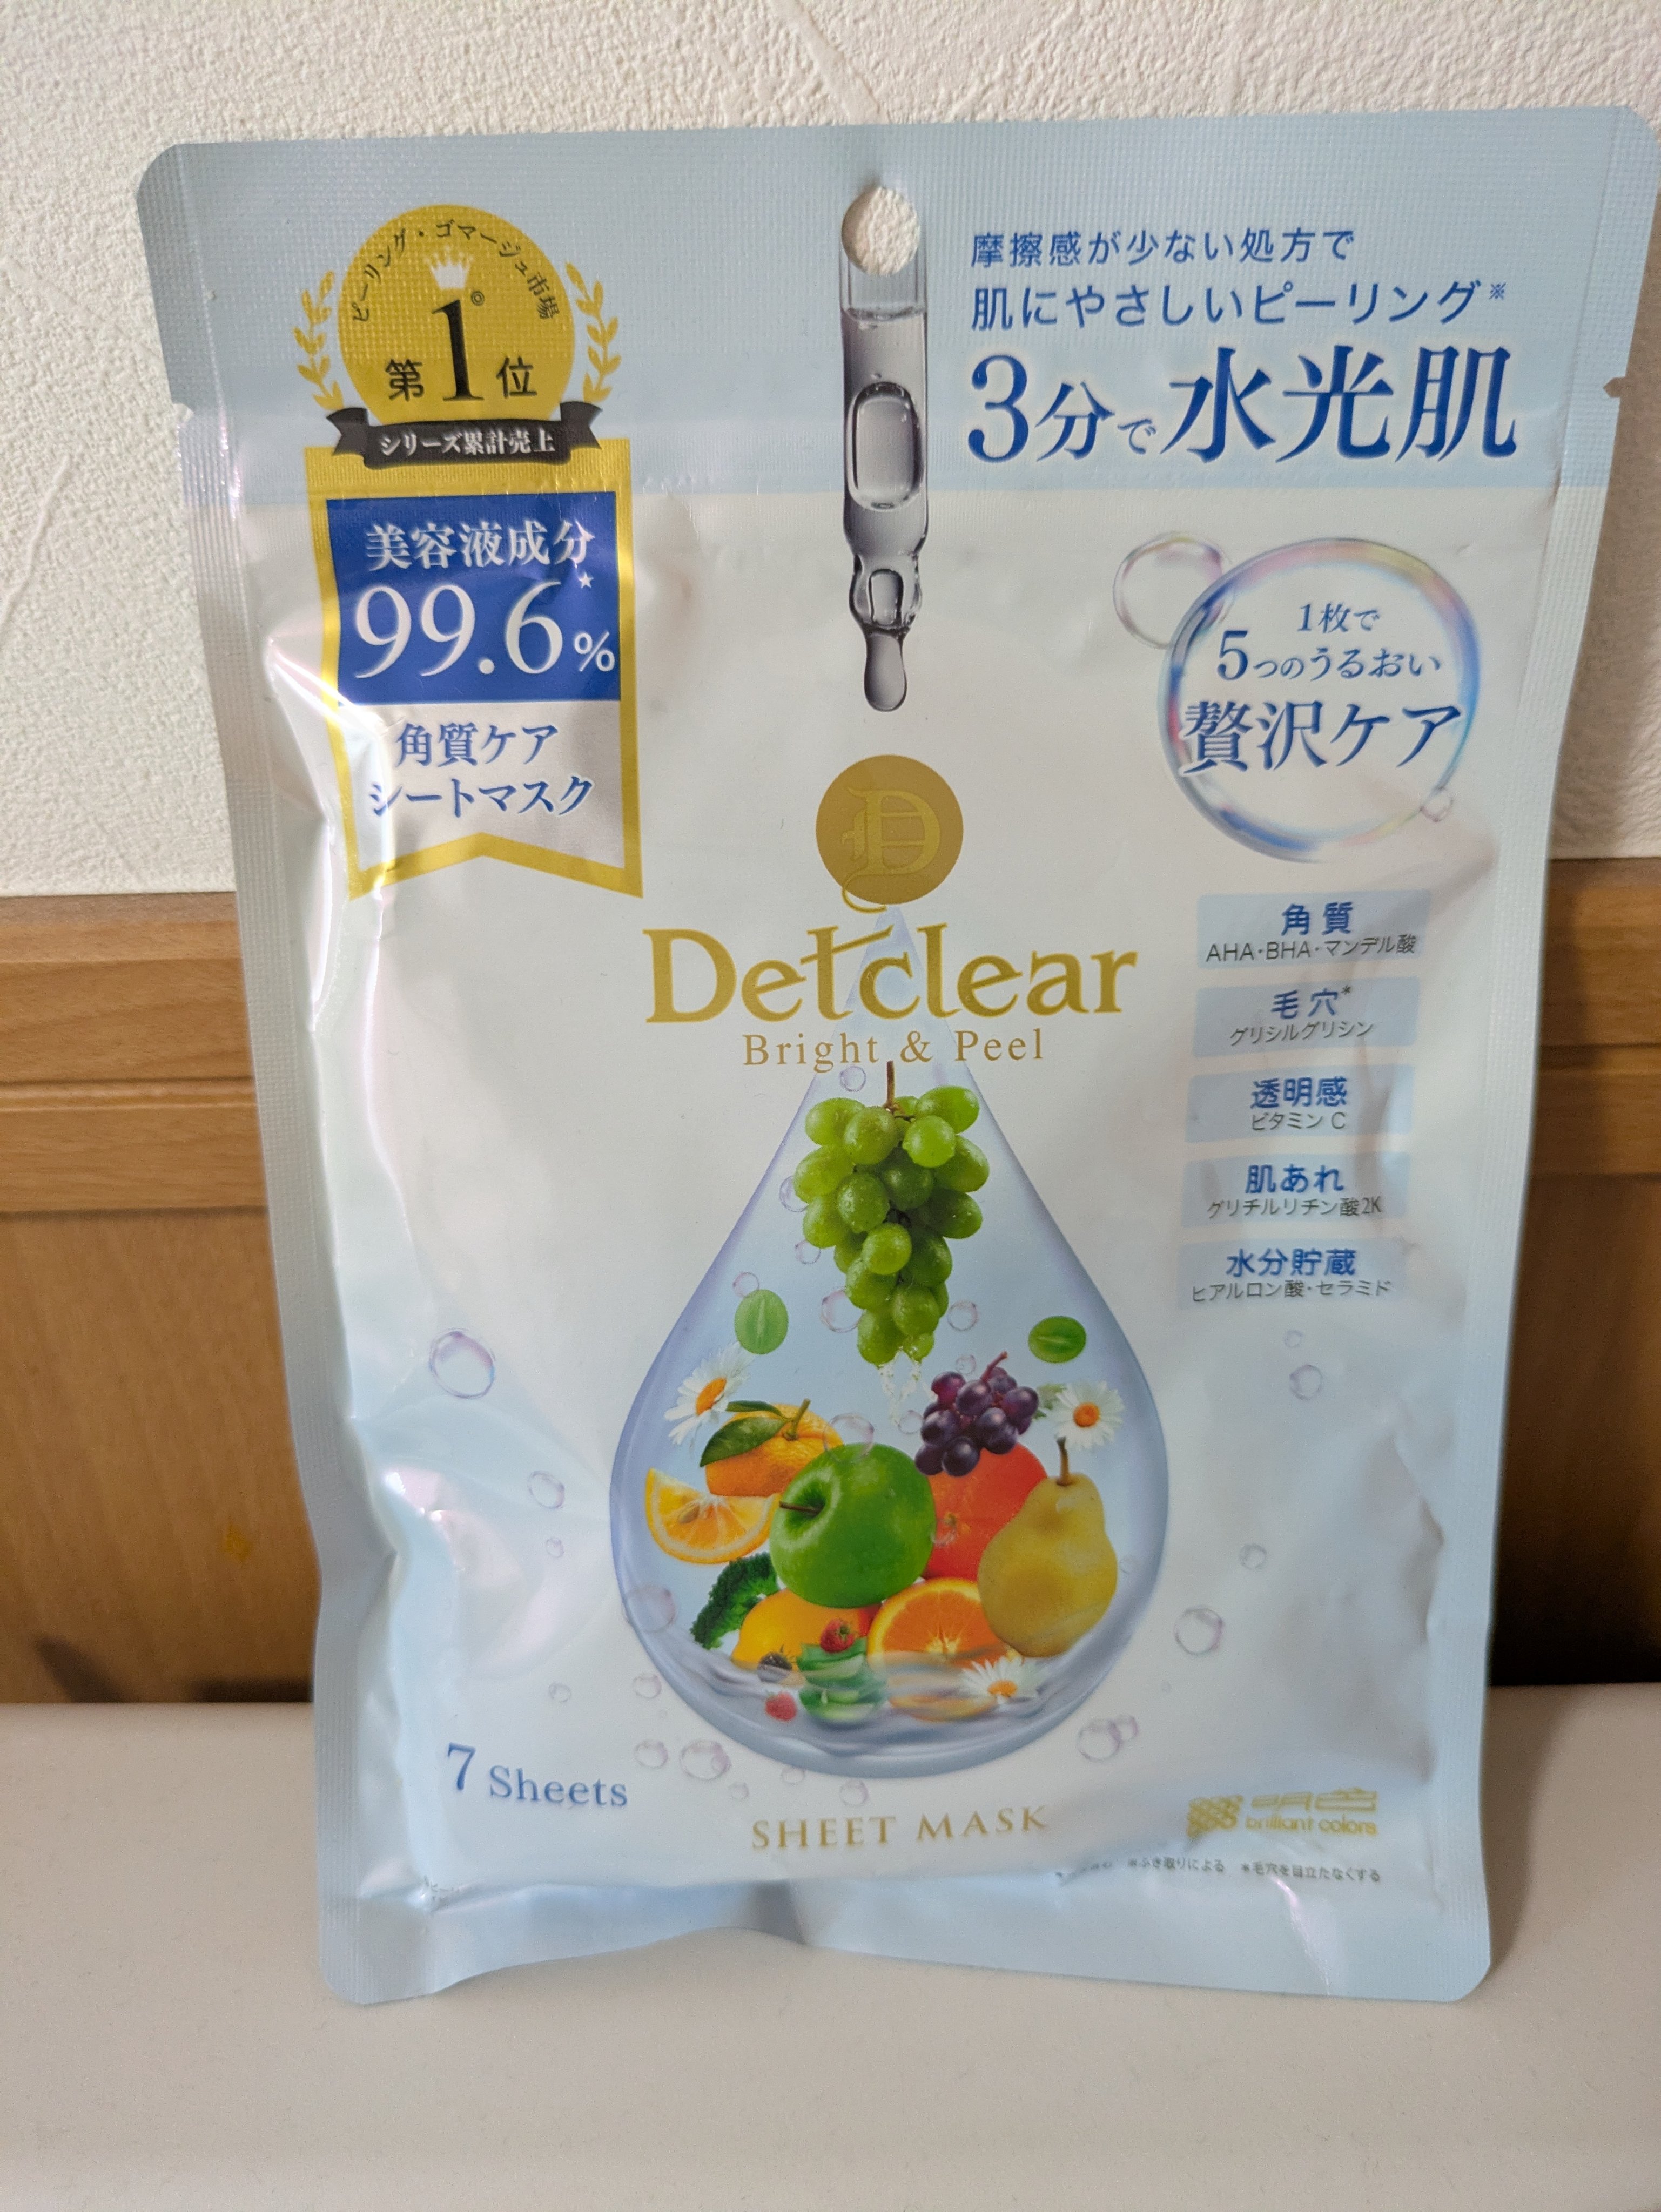 ピーリング・ゴマージュ市場
第1◎位
シリーズ累計売上
美容液成分
99.6★%
角質ケア
シートマスク
摩擦感が少ない処方で
肌にやさしいピーリング※
3分で水光肌
1枚で
5つのうるおい
贅沢ケア
角質
AHA・BHA・マンデル酸
毛穴*
グリシルグリシン
透明感
ビタミンC
肌あれ
グリチルリチン酸2K
水分貯蔵
ヒアルロン酸・セラミド
D
Detclear
Bright & Peel
7 Sheets
SHEET MASK
明色
brilliant colors
※ふき取りによる *毛穴を目立たなくする